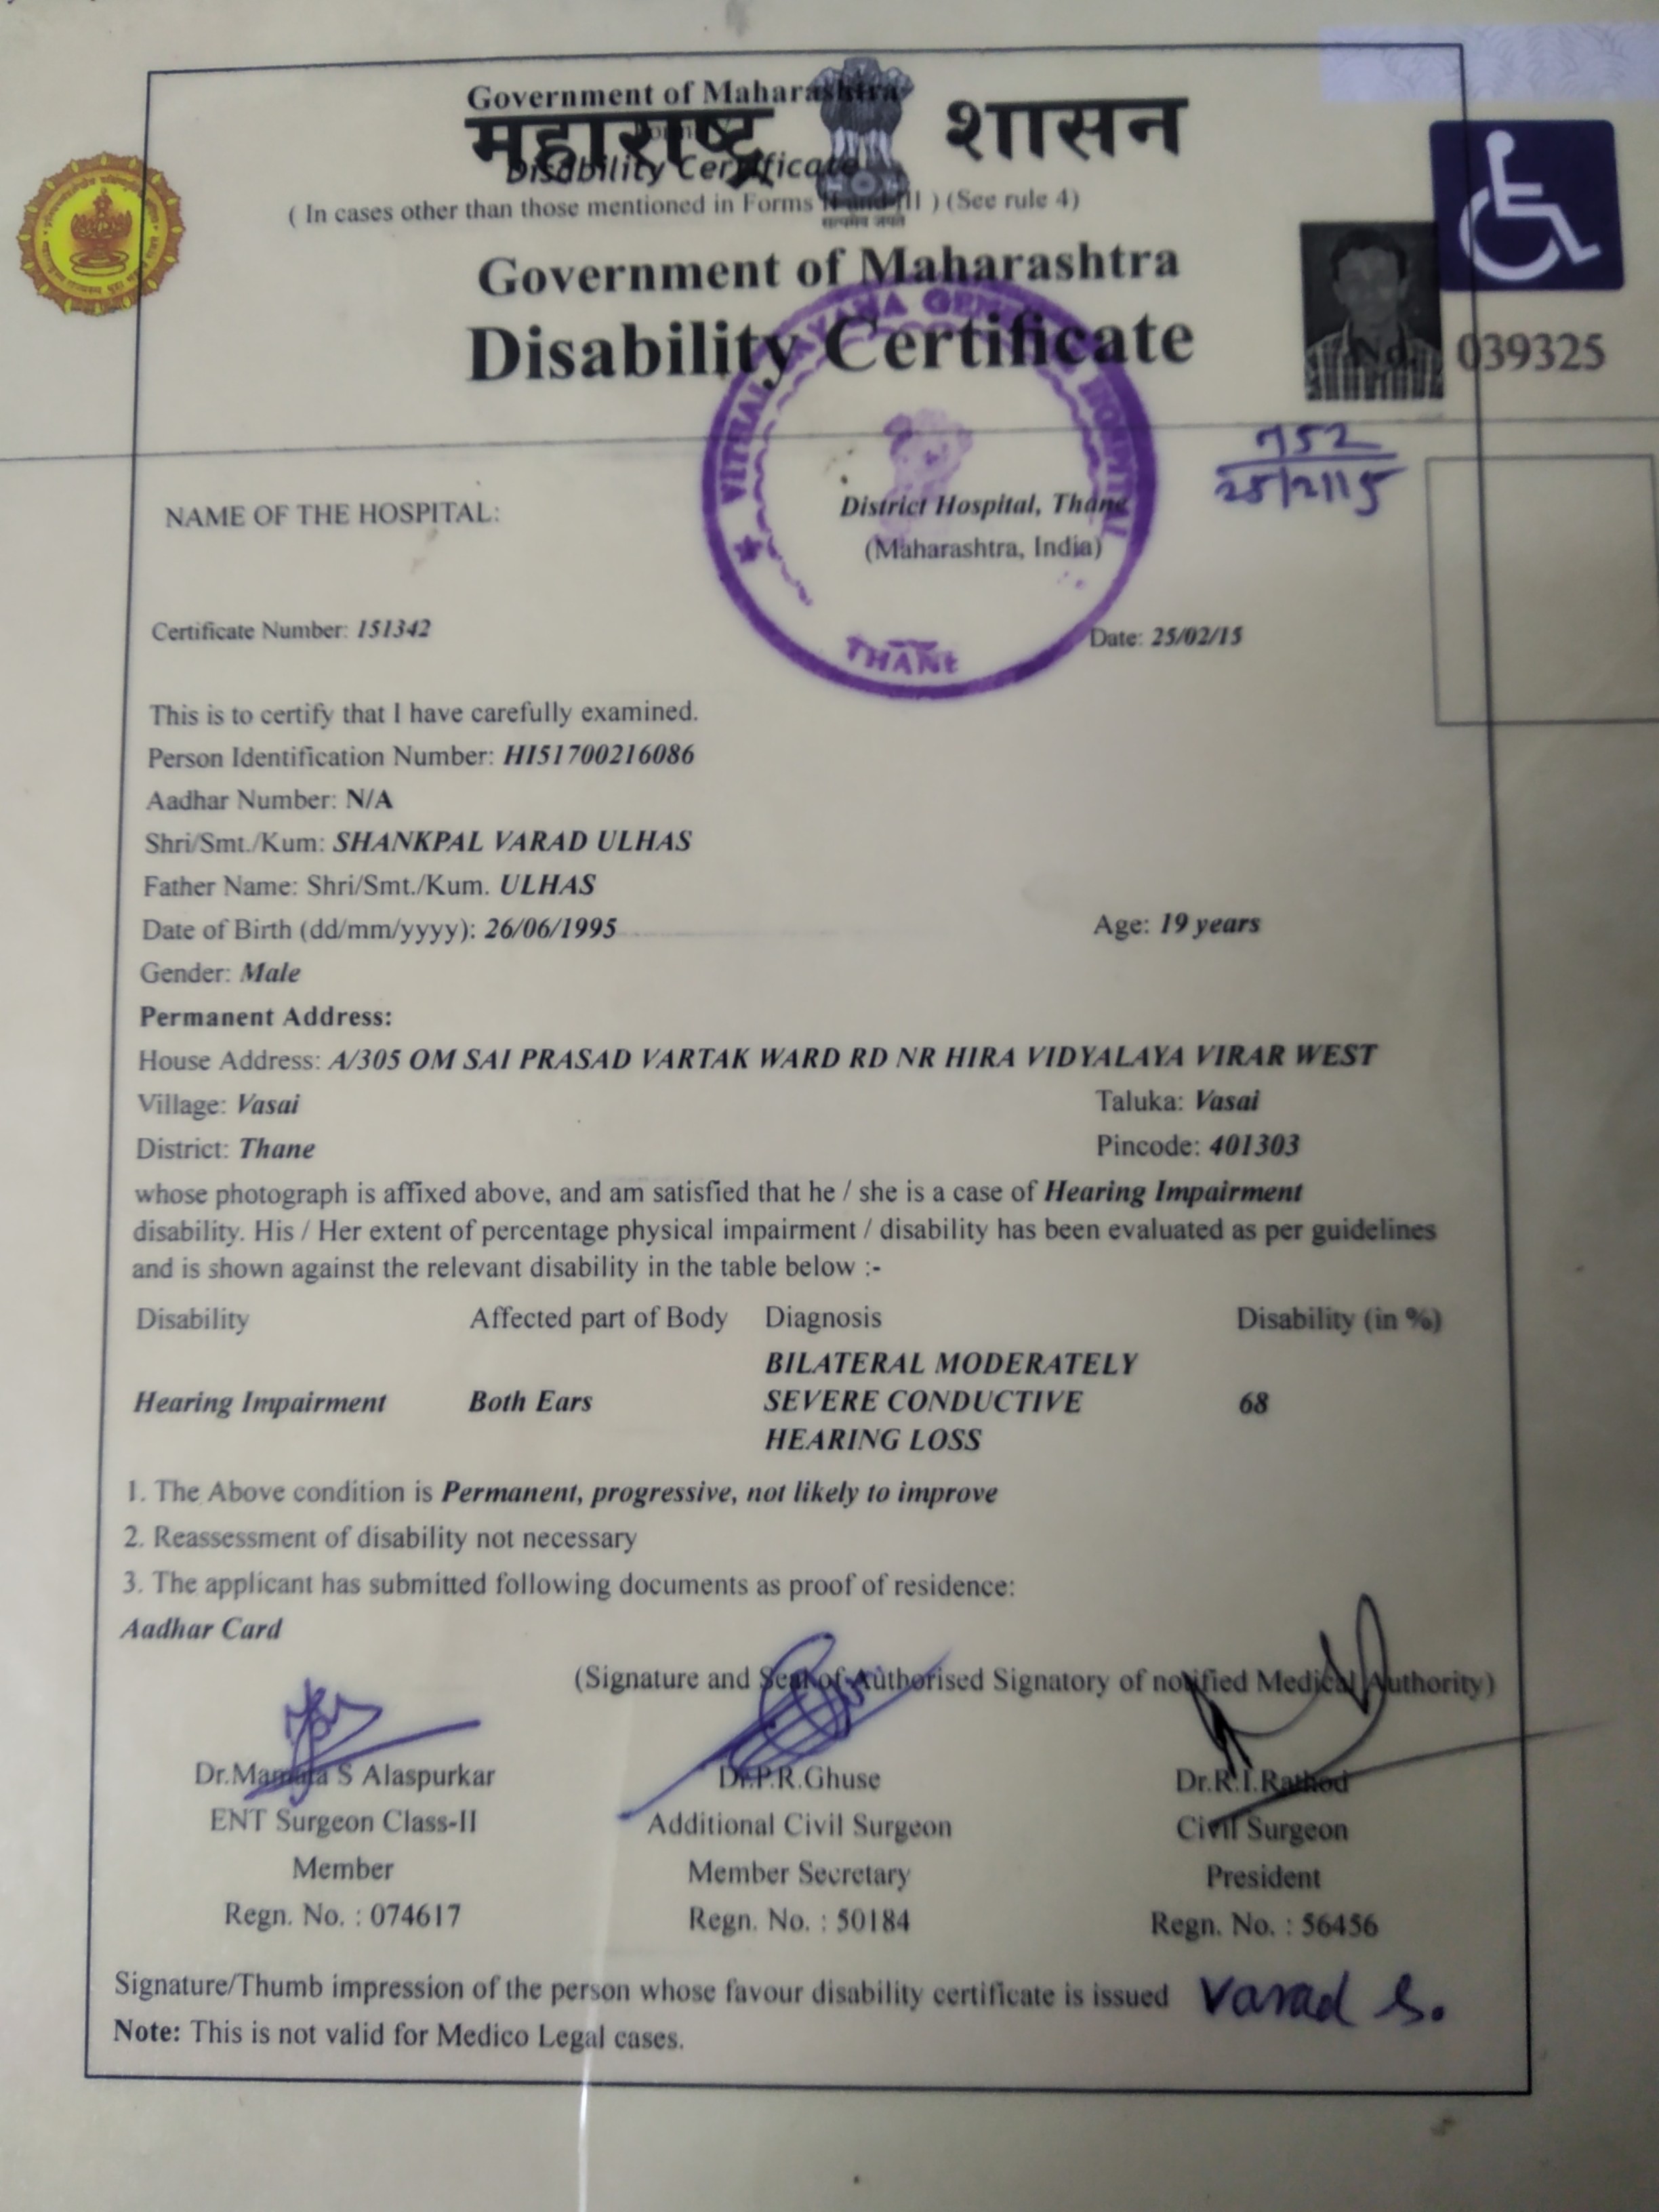 Government of Maharashtra
महाराष्ट्र शासन
Disability Certificate
( In cases other than those mentioned in Forms II and III ) (See rule 4)
सत्यमेव जयते
Government of Maharashtra
Disability Certificate
No. 039325
752
25/2/15
NAME OF THE HOSPITAL:
District Hospital, Thane
(Maharashtra, India)
HOSPITAL
THANE
Certificate Number: 151342 Date: 25/02/15
This is to certify that I have carefully examined.
Person Identification Number: HI51700216086
Aadhar Number: N/A
Shri/Smt./Kum: SHANKPAL VARAD ULHAS
Father Name: Shri/Smt./Kum. ULHAS
Date of Birth (dd/mm/yyyy): 26/06/1995 Age: 19 years
Gender: Male
Permanent Address:
House Address: A/305 OM SAI PRASAD VARTAK WARD RD NR HIRA VIDYALAYA VIRAR WEST
Village: Vasai Taluka: Vasai
District: Thane Pincode: 401303
whose photograph is affixed above, and am satisfied that he / she is a case of Hearing Impairment
disability. His / Her extent of percentage physical impairment / disability has been evaluated as per guidelines
and is shown against the relevant disability in the table below :-
Disability Affected part of Body Diagnosis Disability (in %)
BILATERAL MODERATELY
Hearing Impairment Both Ears SEVERE CONDUCTIVE 68
HEARING LOSS
1. The Above condition is Permanent, progressive, not likely to improve
2. Reassessment of disability not necessary
3. The applicant has submitted following documents as proof of residence:
Aadhar Card
(Signature and Seal of Authorised Signatory of notified Medical Authority)
Dr.Mamata S Alaspurkar Dr.P.R.Ghuse Dr.R.I.Rathod
ENT Surgeon Class-II Additional Civil Surgeon Civil Surgeon
Member Member Secretary President
Regn. No. : 074617 Regn. No. : 50184 Regn. No. : 56456
Signature/Thumb impression of the person whose favour disability certificate is issued Varad S.
Note: This is not valid for Medico Legal cases.